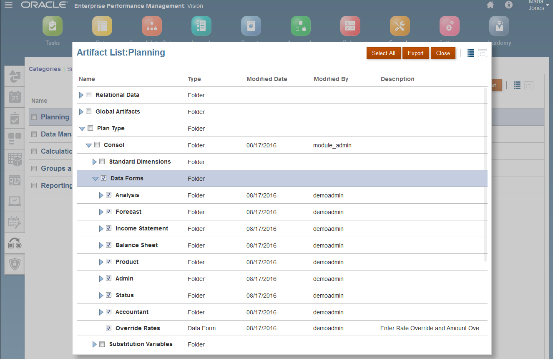 ORACLE Enterprise Performance Management Vision
Jones
Tasks
Artifact List:Planning
Select All Export Close
Categories
Name Type Modified Date Modified By Description
Relational Data Folder
Global Artifacts Folder
Plan Type Folder
Consol Folder 08/17/2016 module_admin
Standard Dimensions Folder
Data Forms Folder
Analysis Folder 08/17/2016 demoadmin
Forecast Folder 08/17/2016 demoadmin
Income Statement Folder 08/17/2016 demoadmin
Balance Sheet Folder 08/17/2016 demoadmin
Product Folder 08/17/2016 demoadmin
Admin Folder 08/17/2016 demoadmin
Status Folder 08/17/2016 demoadmin
Accountant Folder 08/17/2016 demoadmin
Override Rates Data Form 08/17/2016 demoadmin Enter Rate Override and Amount Ove
Substitution Variables Folder
Name
Planning
Data Man
Calculatio
Groups a
Reporting